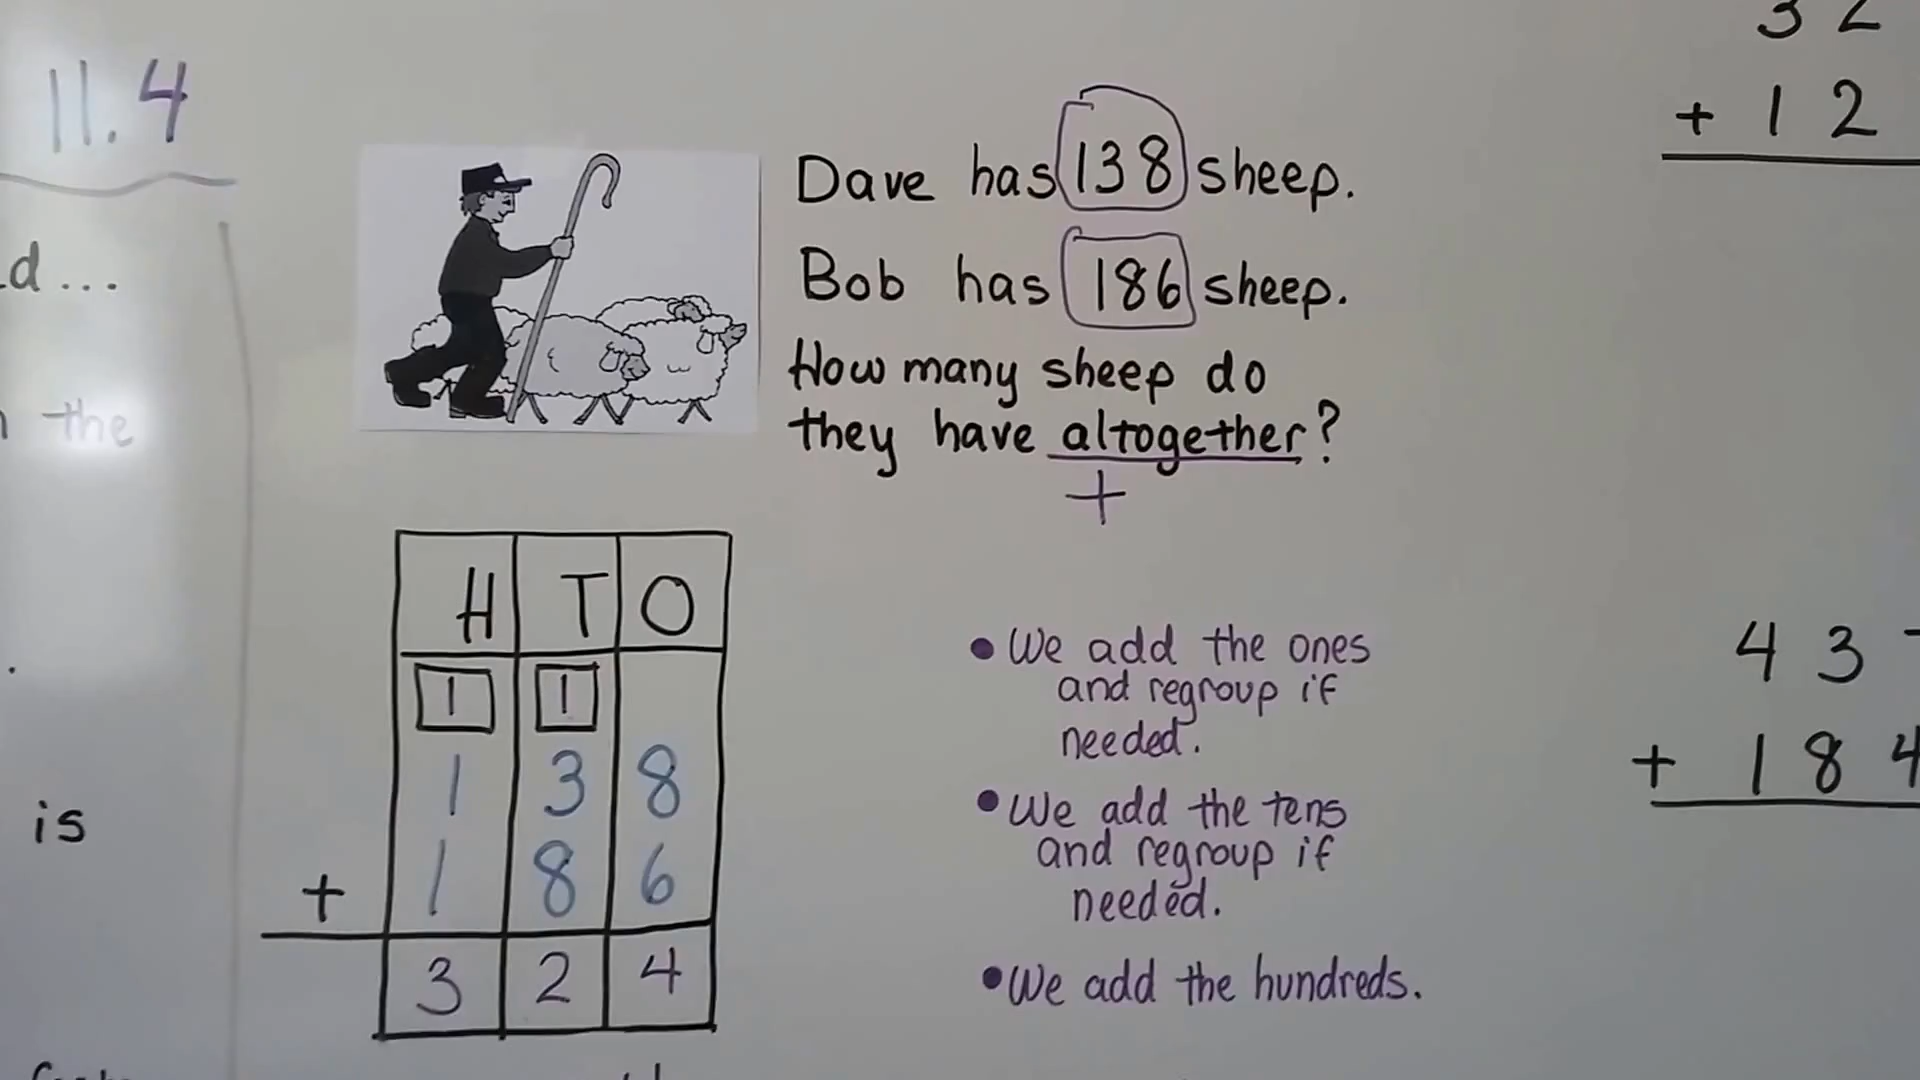 11.4
d...
the
.
is
Dave has 138 sheep.
Bob has 186 sheep.
How many sheep do
they have altogether?
+
H T O
1 1
1 3 8
+ 1 8 6
3 2 4
• We add the ones
and regroup if
needed.
• We add the tens
and regroup if
needed.
• We add the hundreds.
3 2
+ 1 2
4 3
+ 1 8 4